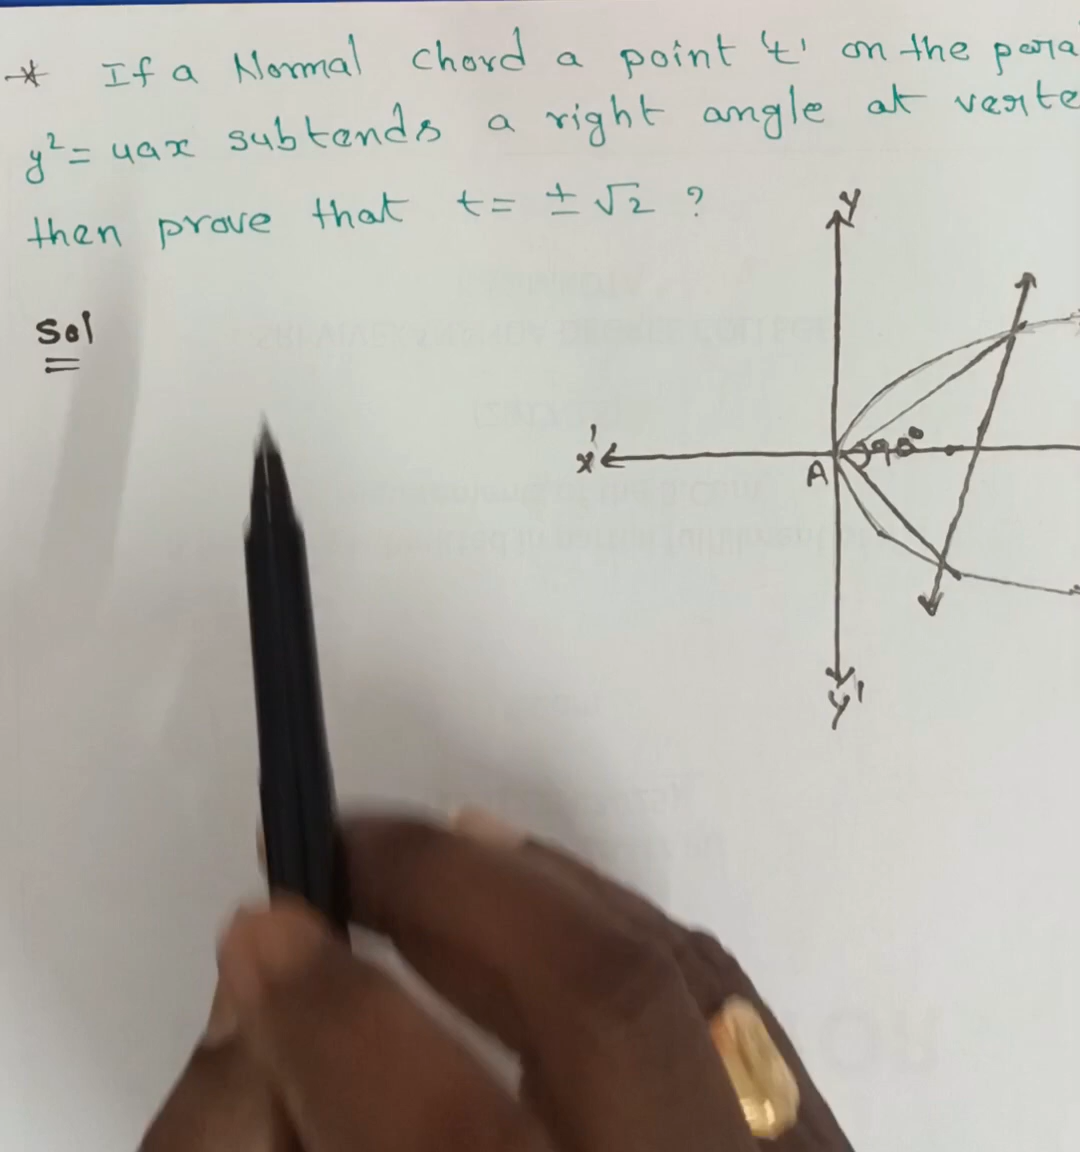 * If a Normal Chord a point 't' on the para
y² = 4ax subtends a right angle at verte
then prove that t = ± √2 ?
Sol
Y
x'
90°
A
y'